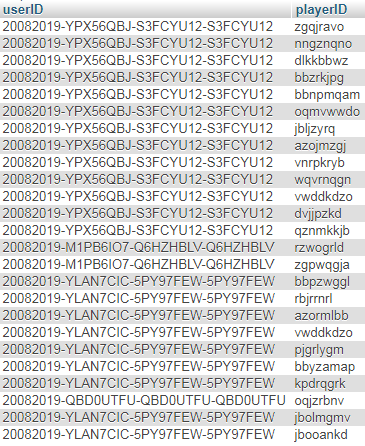 userID playerID
20082019-YPX56QBJ-S3FCYU12-S3FCYU12 zgqjravo
20082019-YPX56QBJ-S3FCYU12-S3FCYU12 nngznqno
20082019-YPX56QBJ-S3FCYU12-S3FCYU12 dlkkbbwz
20082019-YPX56QBJ-S3FCYU12-S3FCYU12 bbzrkjpg
20082019-YPX56QBJ-S3FCYU12-S3FCYU12 bbnpmqam
20082019-YPX56QBJ-S3FCYU12-S3FCYU12 oqmvwwdo
20082019-YPX56QBJ-S3FCYU12-S3FCYU12 jbljzyrq
20082019-YPX56QBJ-S3FCYU12-S3FCYU12 azojmzgj
20082019-YPX56QBJ-S3FCYU12-S3FCYU12 vnrpkryb
20082019-YPX56QBJ-S3FCYU12-S3FCYU12 wqvrnqgn
20082019-YPX56QBJ-S3FCYU12-S3FCYU12 vwddkdzo
20082019-YPX56QBJ-S3FCYU12-S3FCYU12 dvjjpzkd
20082019-YPX56QBJ-S3FCYU12-S3FCYU12 qznmkkjb
20082019-M1PB6IO7-Q6HZHBLV-Q6HZHBLV rzwogrld
20082019-M1PB6IO7-Q6HZHBLV-Q6HZHBLV zgpwqgja
20082019-YLAN7CIC-5PY97FEW-5PY97FEW bbpzwggl
20082019-YLAN7CIC-5PY97FEW-5PY97FEW rbjrrnrl
20082019-YLAN7CIC-5PY97FEW-5PY97FEW azormlbb
20082019-YLAN7CIC-5PY97FEW-5PY97FEW vwddkdzo
20082019-YLAN7CIC-5PY97FEW-5PY97FEW pjgrlygm
20082019-YLAN7CIC-5PY97FEW-5PY97FEW bbyzamap
20082019-YLAN7CIC-5PY97FEW-5PY97FEW kpdrqgrk
20082019-QBD0UTFU-QBD0UTFU-QBD0UTFU oqjzrbnv
20082019-YLAN7CIC-5PY97FEW-5PY97FEW jbolmgmv
20082019-YLAN7CIC-5PY97FEW-5PY97FEW jbooankd